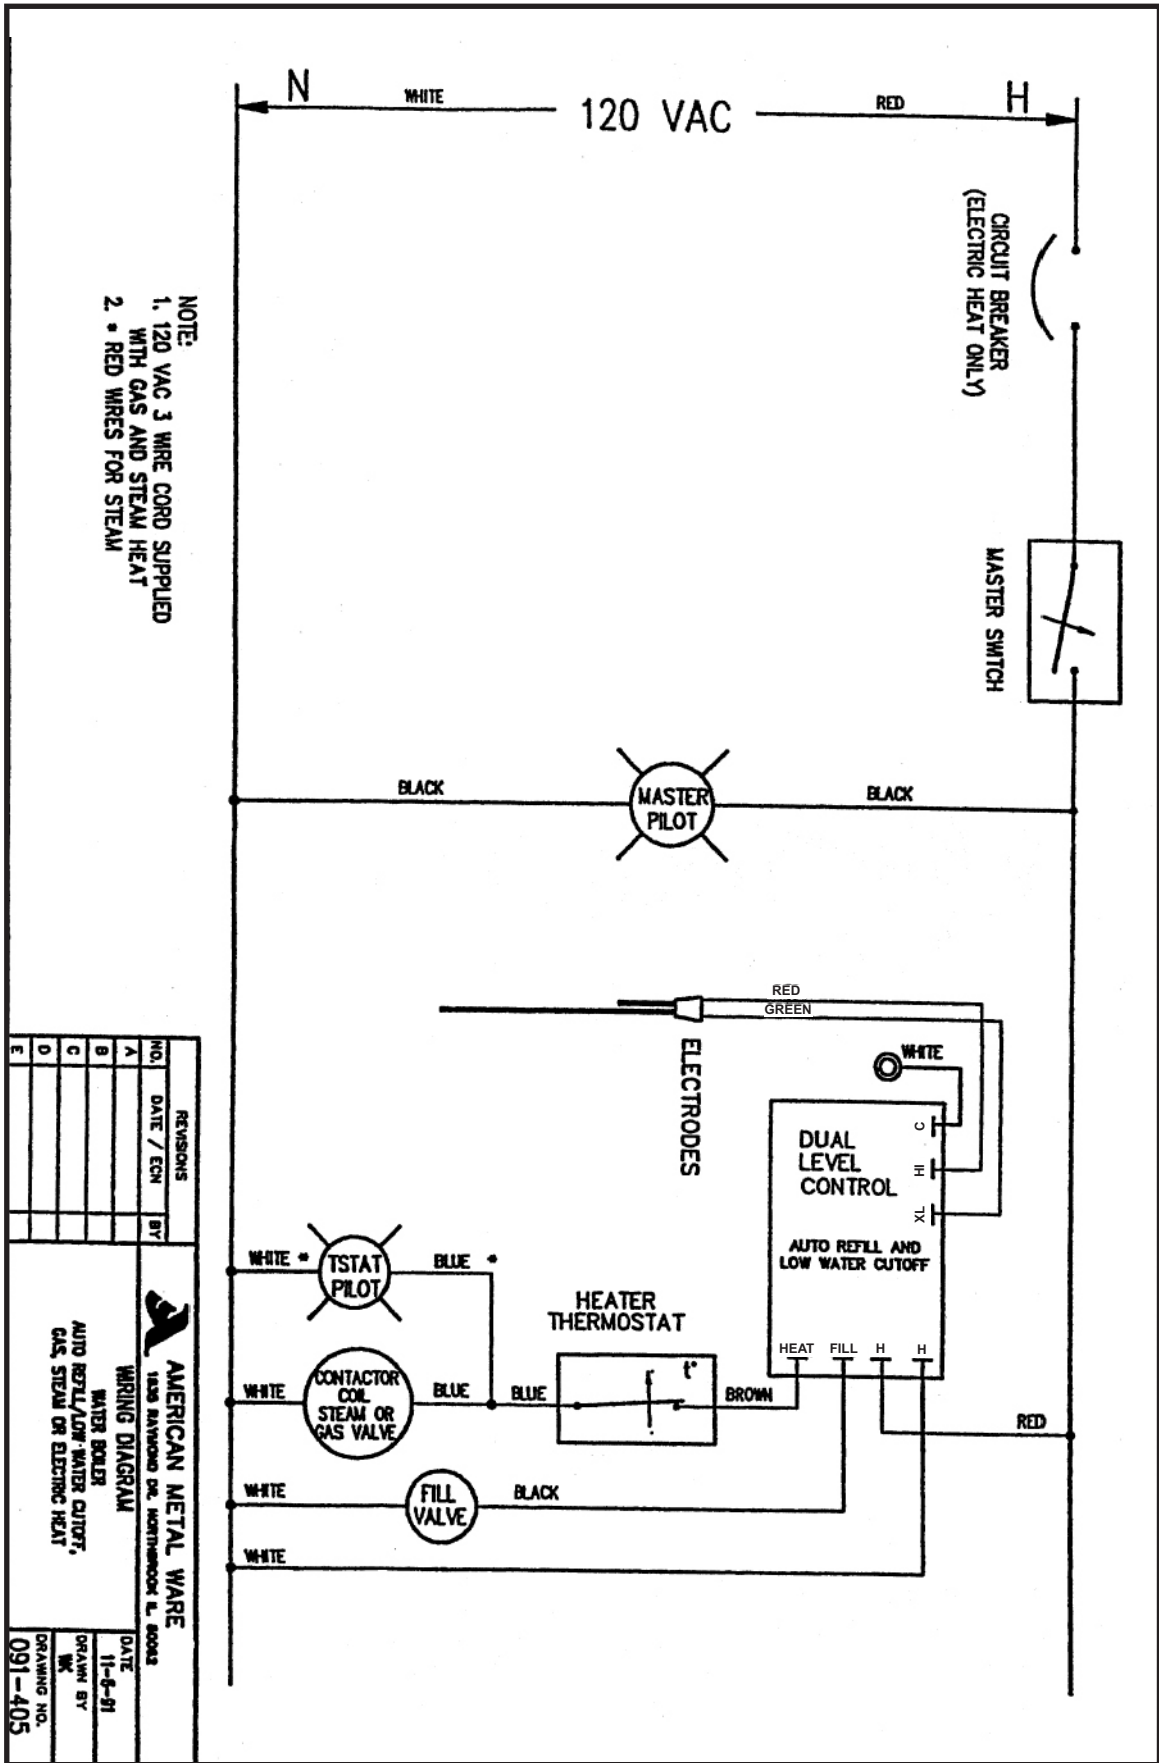 N
WHITE
120 VAC
RED
H
CIRCUIT BREAKER
(ELECTRIC HEAT ONLY)
NOTE:
1. 120 VAC 3 WIRE CORD SUPPLIED
WITH GAS AND STEAM HEAT
2. * RED WIRES FOR STEAM
MASTER SWITCH
BLACK
MASTER
PILOT
BLACK
RED
GREEN
ELECTRODES
WHITE
C
HI
XL
DUAL
LEVEL
CONTROL
AUTO REFILL AND
LOW WATER CUTOFF
HEAT FILL H H
WHITE *
TSTAT
PILOT
BLUE *
HEATER
THERMOSTAT
t°
WHITE
CONTACTOR
COIL
STEAM OR
GAS VALVE
BLUE
BLUE
BROWN
RED
WHITE
FILL
VALVE
BLACK
WHITE
REVISIONS
NO. DATE / ECN BY
A
B
C
D
E
AMERICAN METAL WARE
RAYMOND DR. NORTHBROOK IL.
WIRING DIAGRAM
WATER BOILER
AUTO REFILL/LOW-WATER CUTOFF,
GAS, STEAM OR ELECTRIC HEAT
DATE
DRAWN BY
WK
DRAWING NO.
091-405